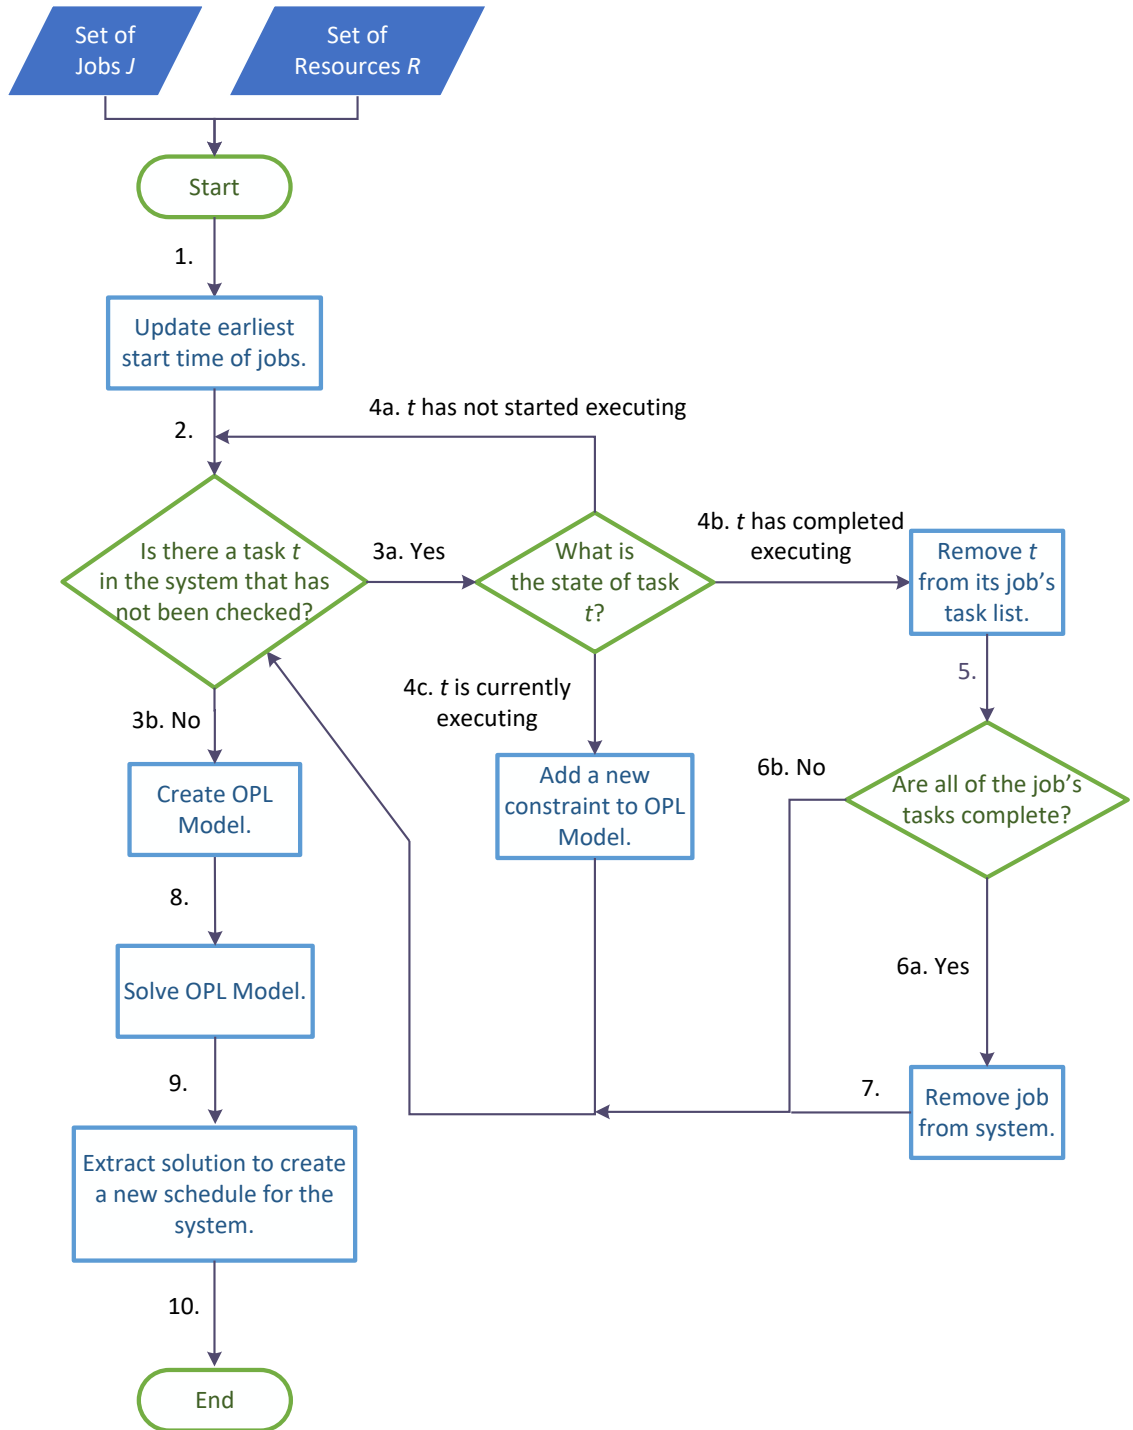 Set of
Jobs J
Set of
Resources R
Start
1.
Update earliest
start time of jobs.
2.
4a. t has not started executing
Is there a task t
in the system that has
not been checked?
3a. Yes
What is
the state of task
t?
4b. t has completed
executing
Remove t
from its job's
task list.
5.
4c. t is currently
executing
3b. No
Create OPL
Model.
Add a new
constraint to OPL
Model.
6b. No
Are all of the job's
tasks complete?
8.
6a. Yes
Solve OPL Model.
9.
7.
Remove job
from system.
Extract solution to create
a new schedule for the
system.
10.
End